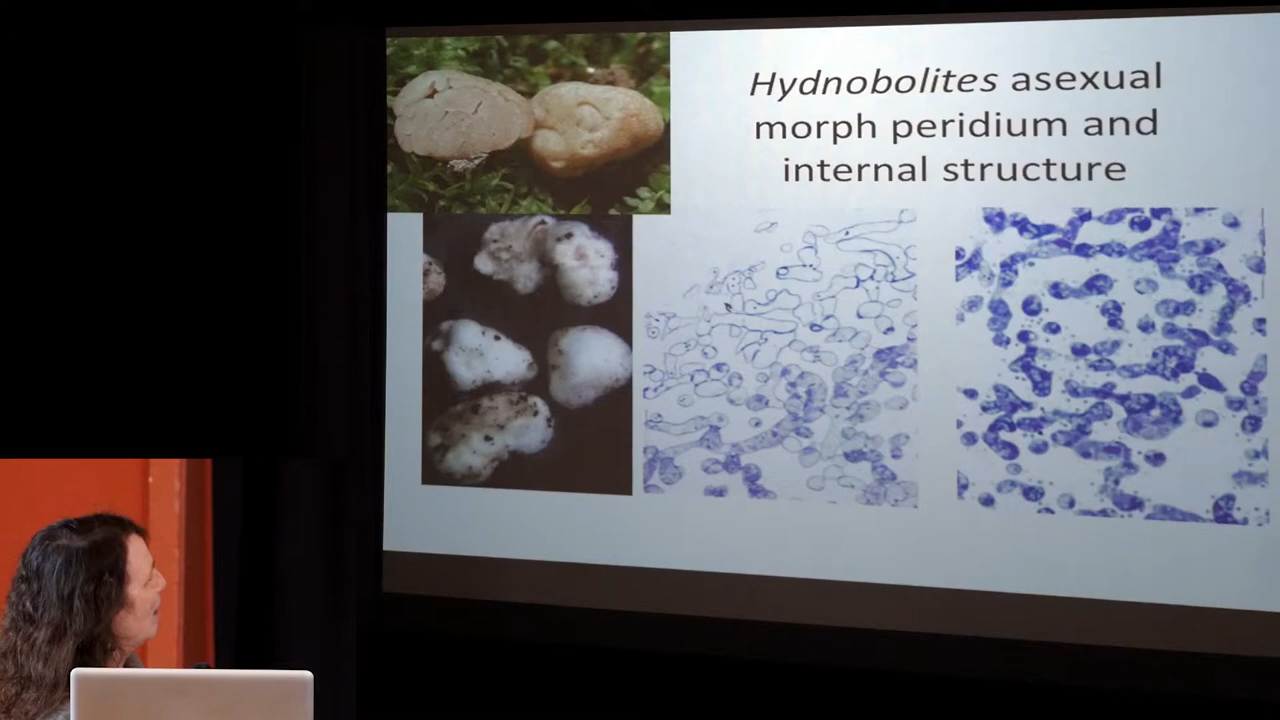 Hydnobolites asexual
morph peridium and
internal structure